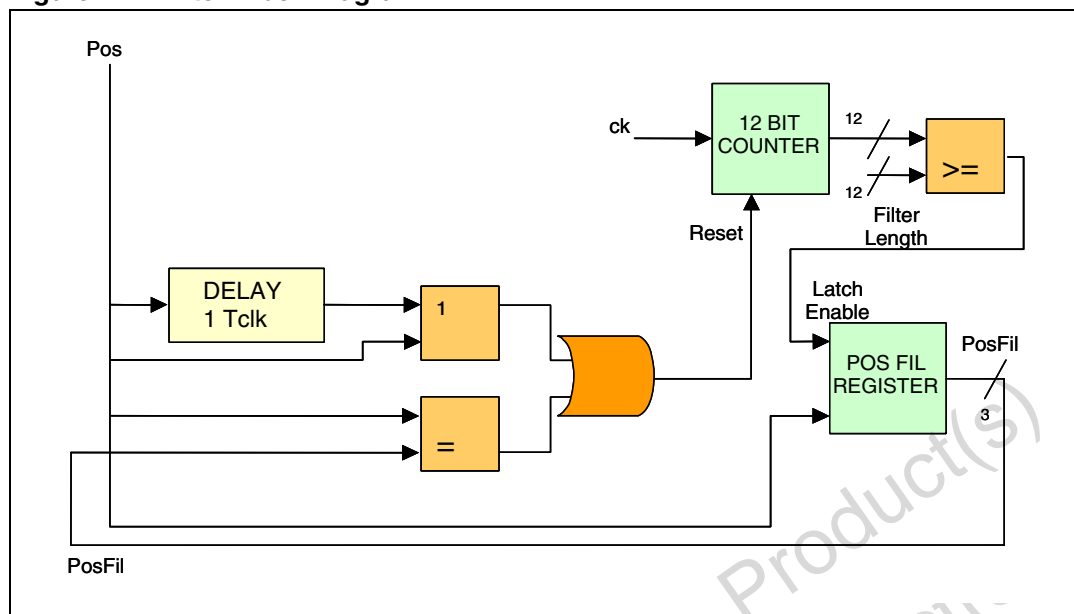 Pos
ck
12 BIT
COUNTER
12
>=
12
Filter
Length
Reset
DELAY
1 Tclk
1
Latch
Enable
POS FIL
REGISTER
PosFil
3
=
PosFil
Product(s)